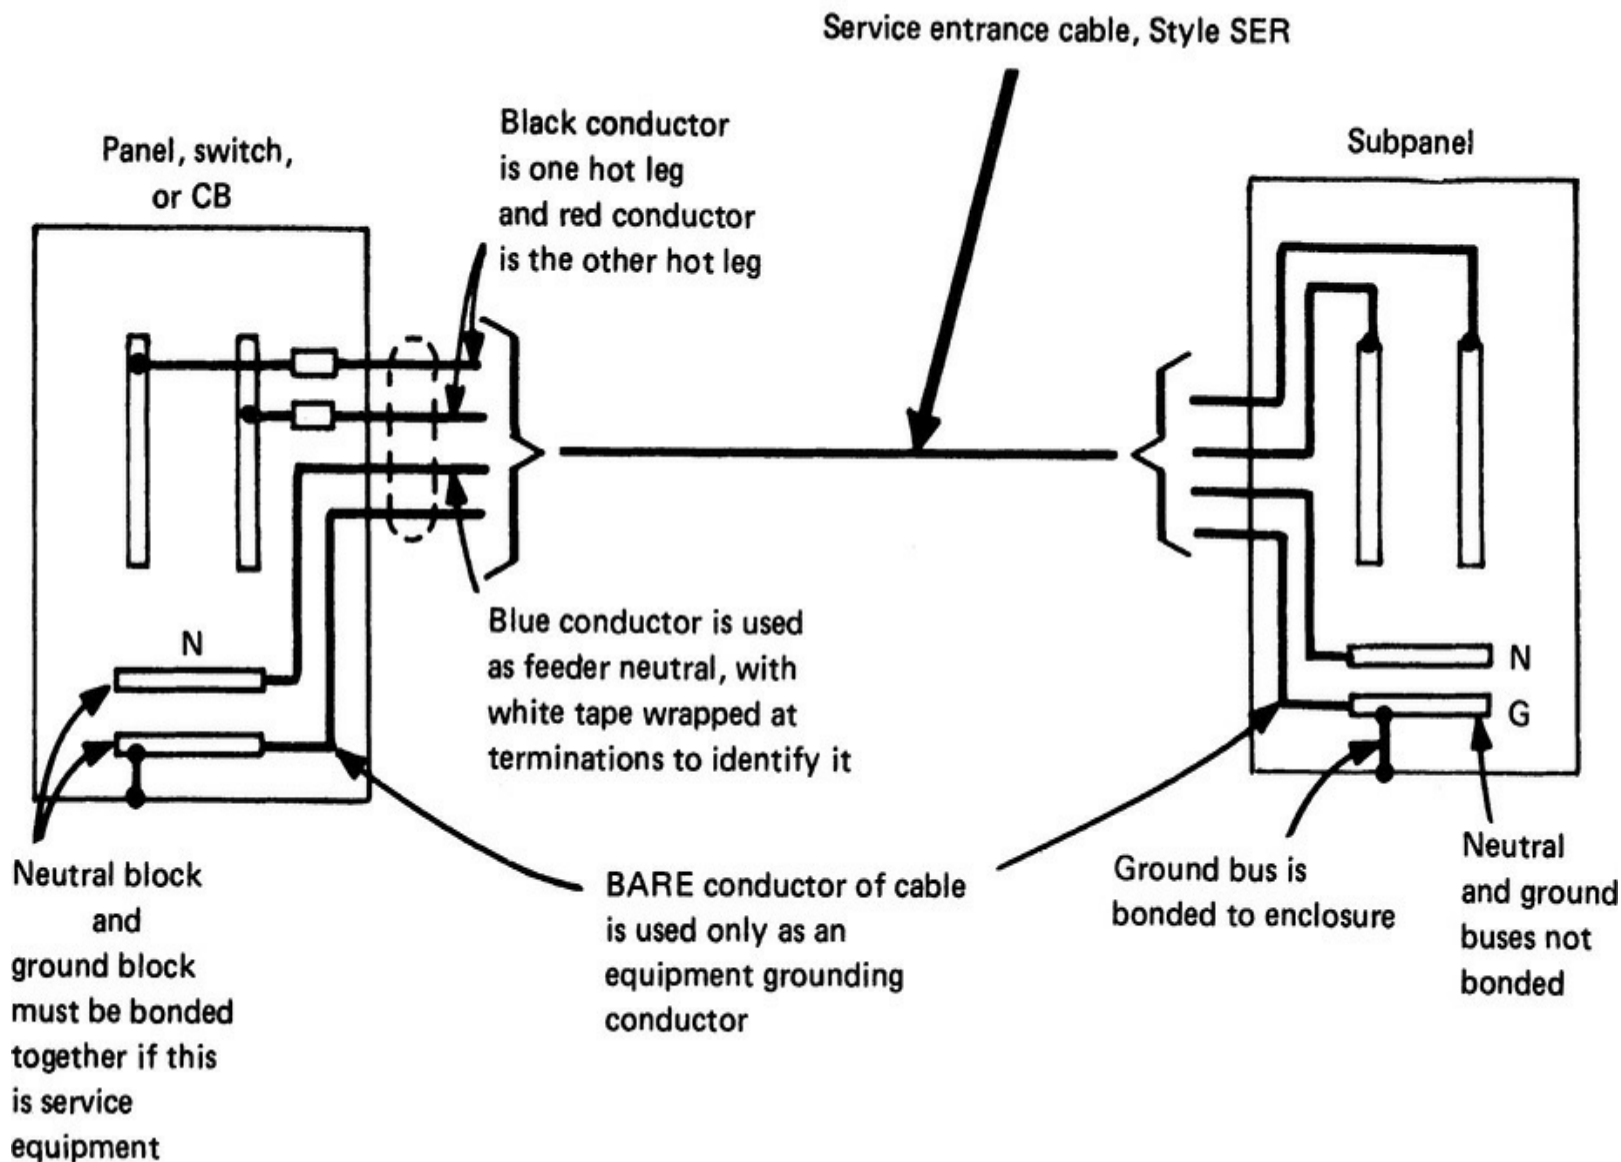 Service entrance cable, Style SER
Panel, switch,
or CB
Black conductor
is one hot leg
and red conductor
is the other hot leg
Subpanel
N
Blue conductor is used
as feeder neutral, with
white tape wrapped at
terminations to identify it
N
G
Neutral block
and
ground block
must be bonded
together if this
is service
equipment
BARE conductor of cable
is used only as an
equipment grounding
conductor
Ground bus is
bonded to enclosure
Neutral
and ground
buses not
bonded